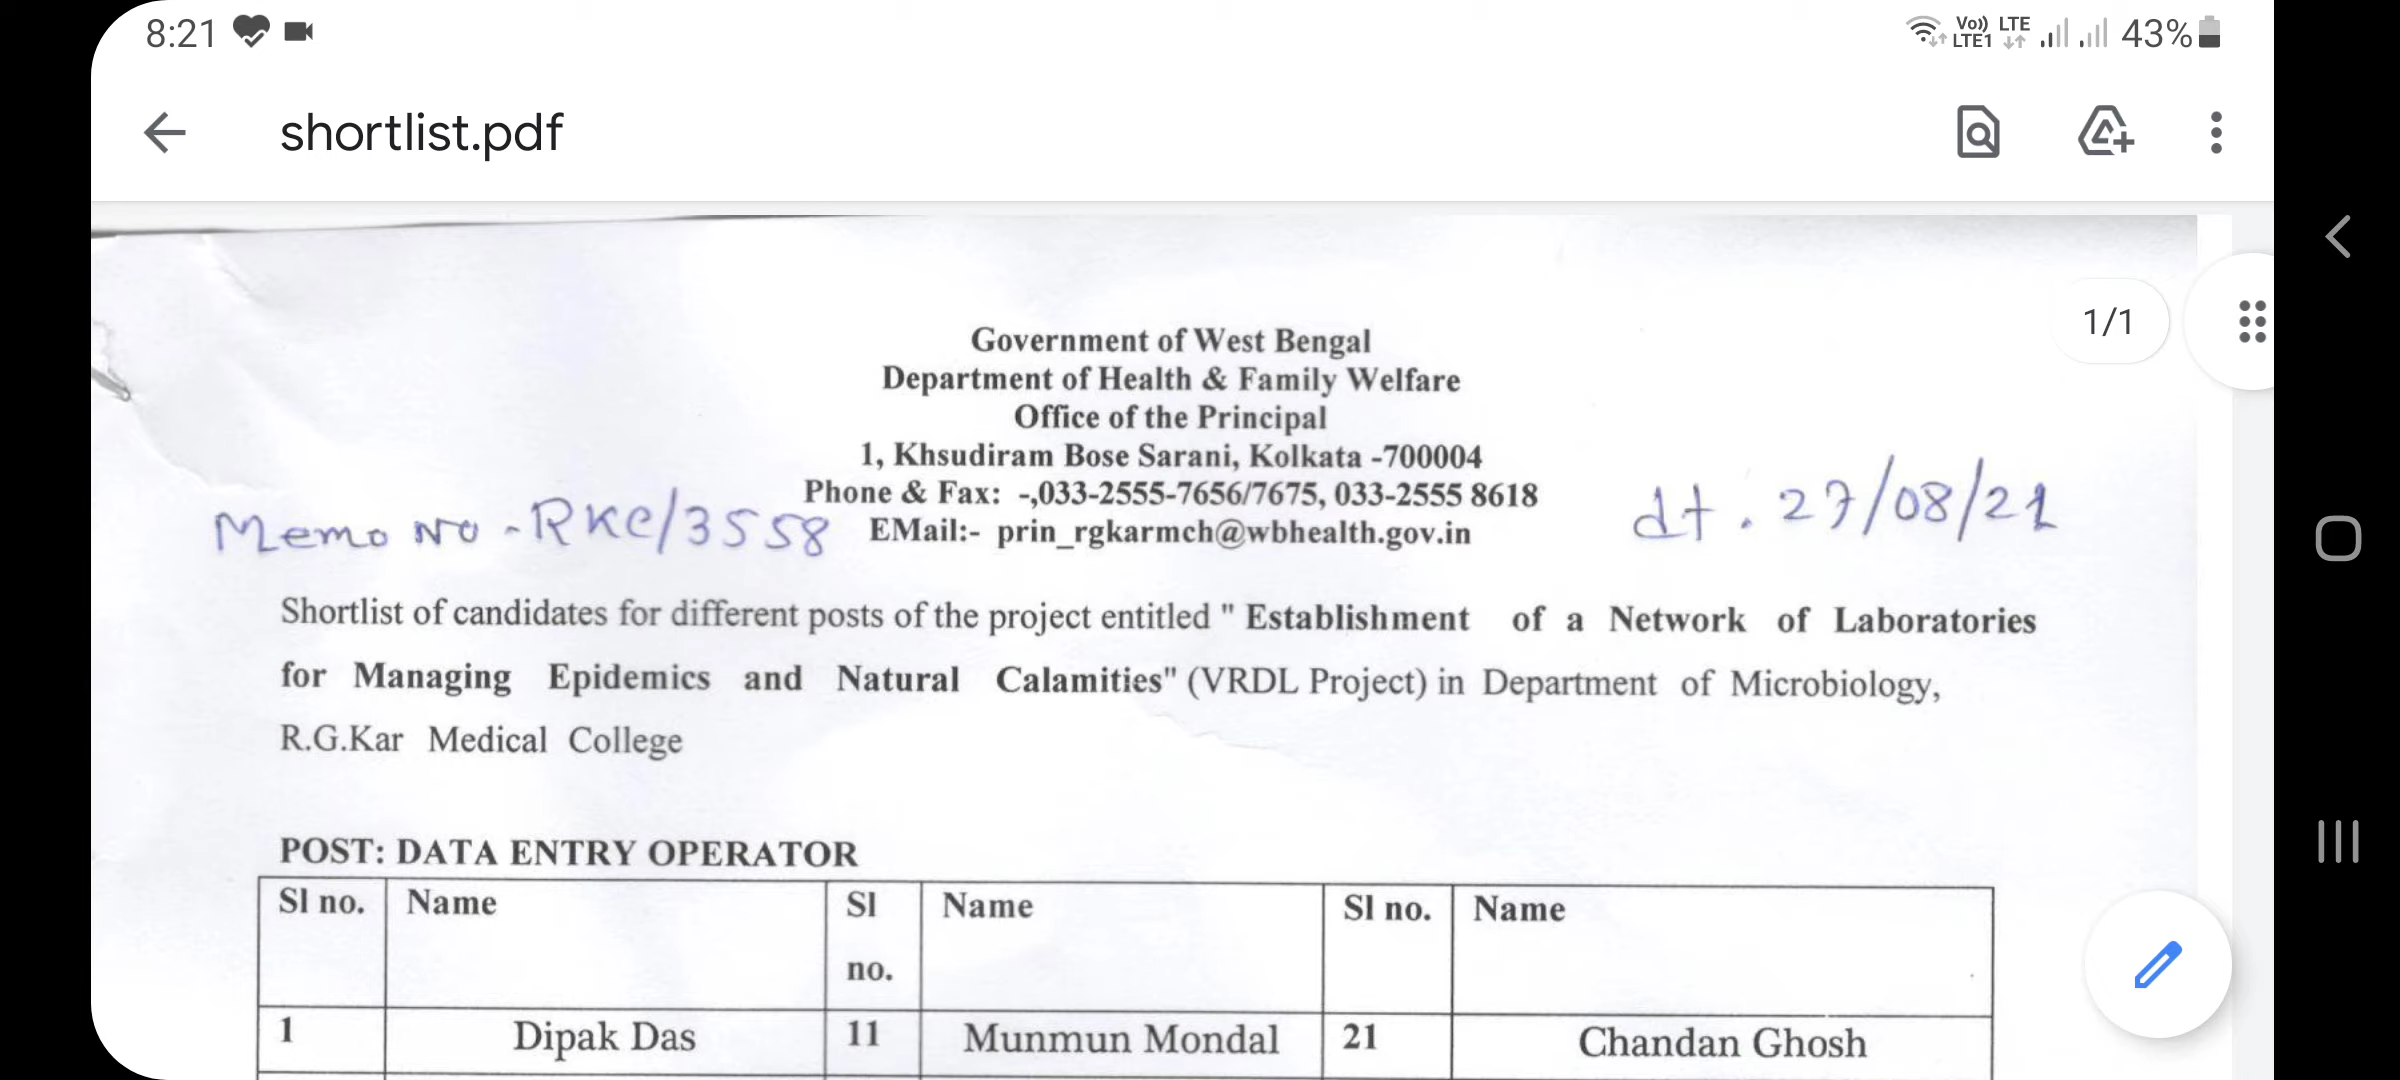 8:21
Vo)) LTE
LTE1
43%
shortlist.pdf
1/1
Government of West Bengal
Department of Health & Family Welfare
Office of the Principal
1, Khsudiram Bose Sarani, Kolkata -700004
Phone & Fax: -,033-2555-7656/7675, 033-2555 8618
EMail:- prin_rgkarmch@wbhealth.gov.in
Memo No - RKC/3558
dt. 27/08/21
Shortlist of candidates for different posts of the project entitled " Establishment of a Network of Laboratories
for Managing Epidemics and Natural Calamities" (VRDL Project) in Department of Microbiology,
R.G.Kar Medical College
POST: DATA ENTRY OPERATOR
Sl no. Name Sl no. Name Sl no. Name
1 Dipak Das 11 Munmun Mondal 21 Chandan Ghosh